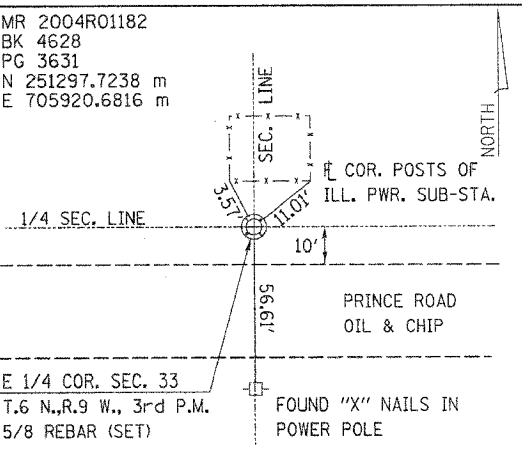 MR 2004R01182
BK 4628
PG 3631
N 251297.7238 m
E 705920.6816 m
NORTH
SEC. LINE
COR. POSTS OF
ILL. PWR. SUB-STA.
3.57'
11.01'
1/4 SEC. LINE
10'
56.61'
PRINCE ROAD
OIL & CHIP
E 1/4 COR. SEC. 33
T.6 N.,R.9 W., 3rd P.M.
5/8 REBAR (SET)
FOUND "X" NAILS IN
POWER POLE